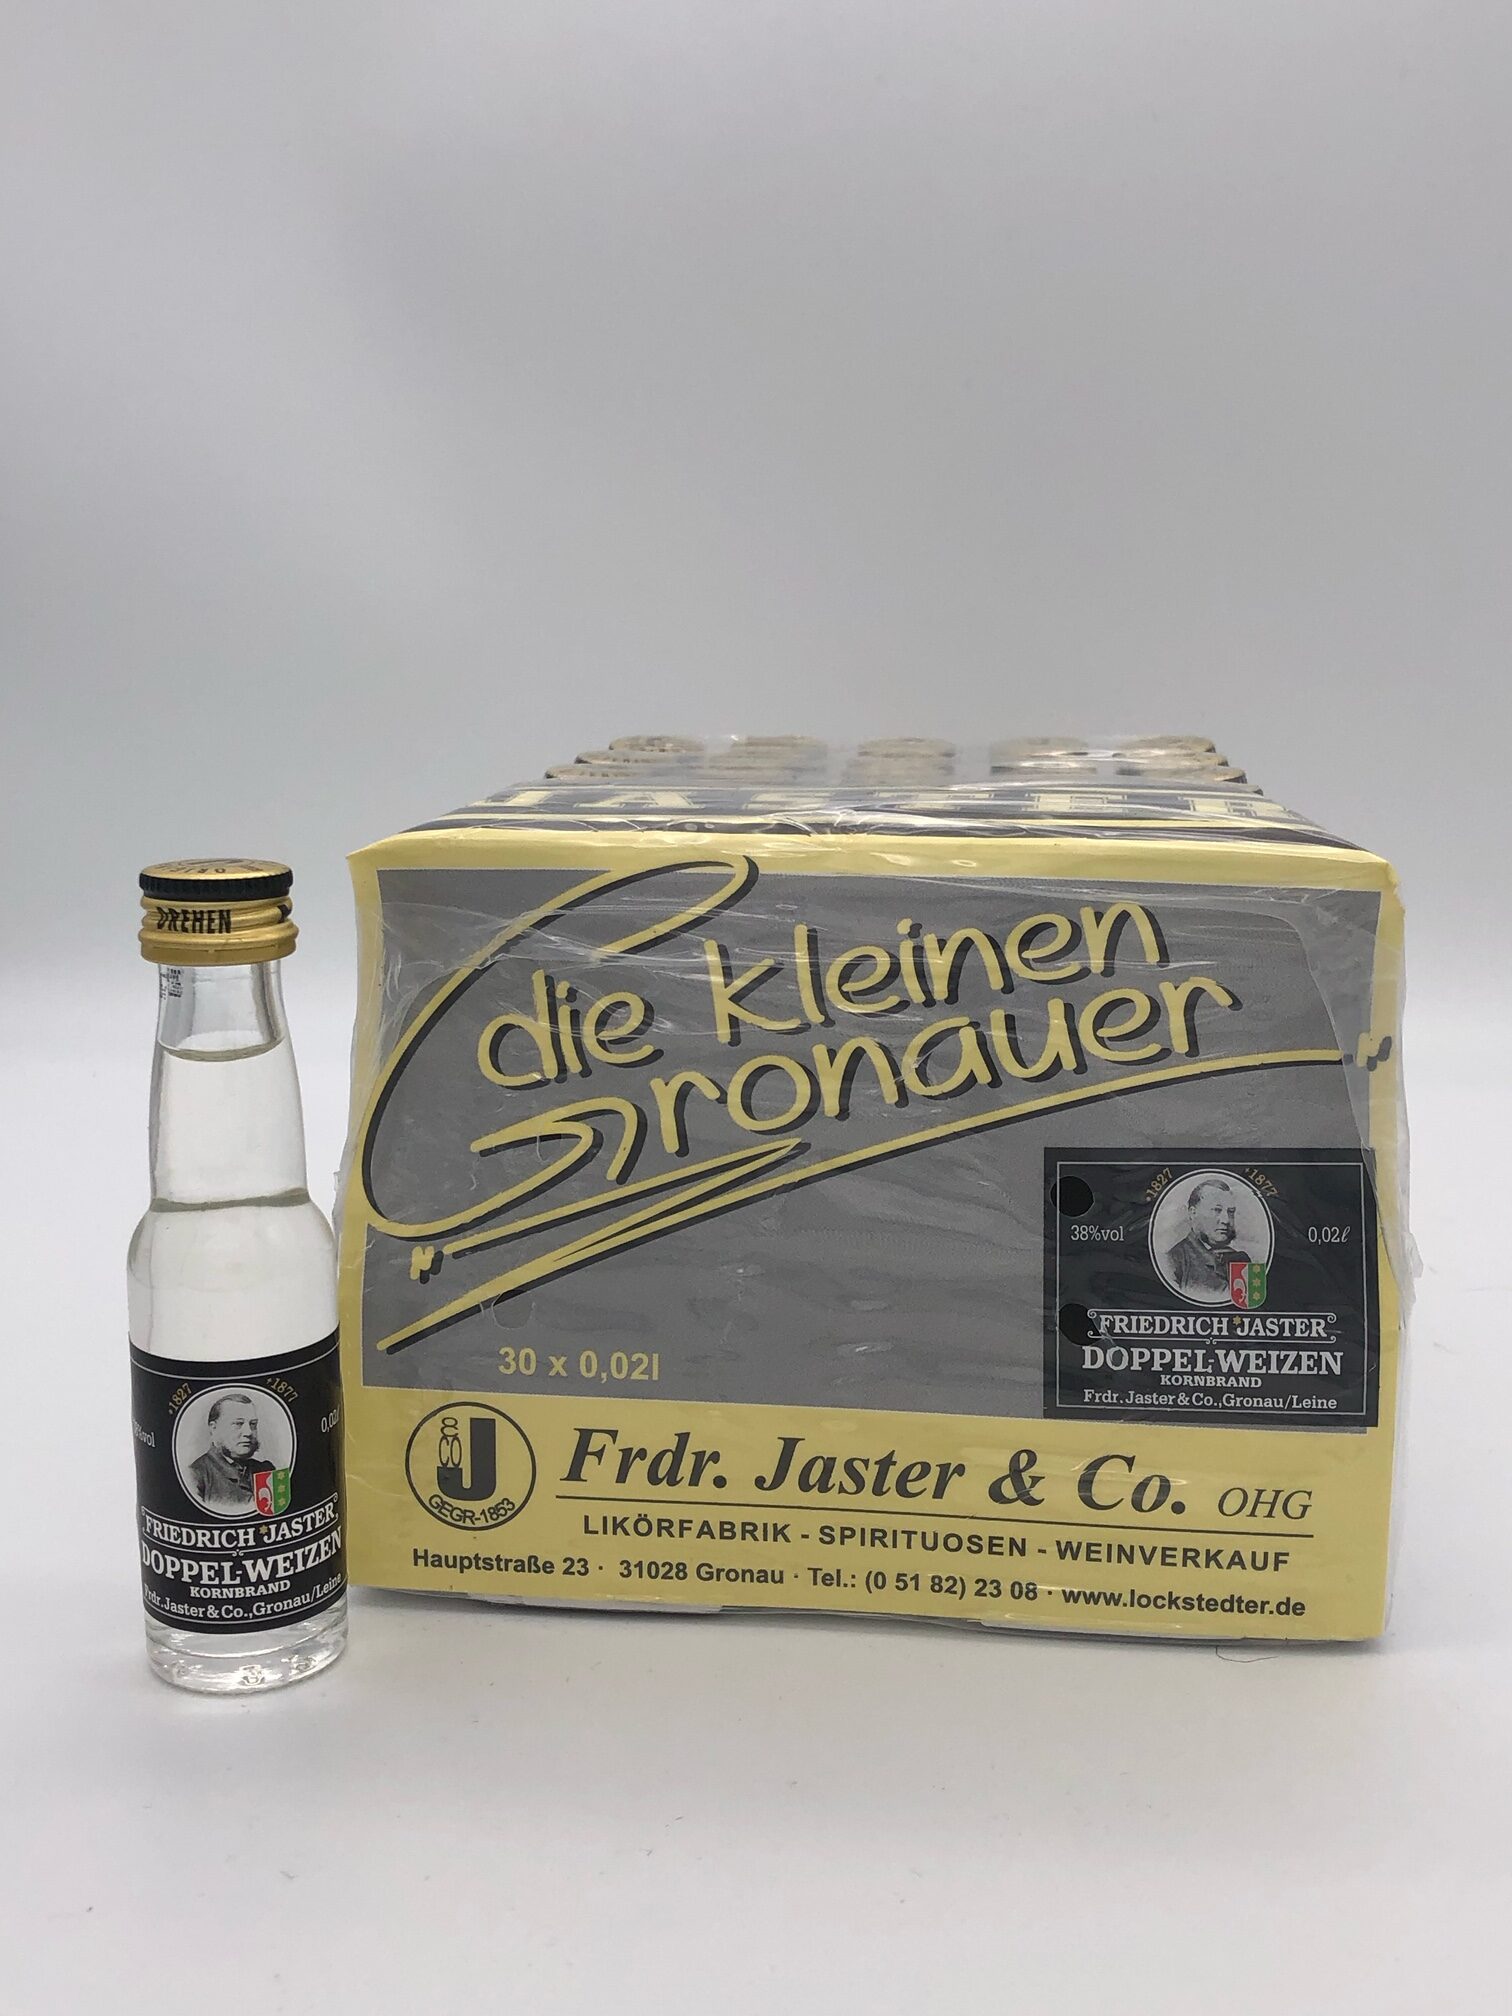 DREHEN
*1827
†1877
0,02ℓ
FRIEDRICH JASTER
DOPPEL-WEIZEN
KORNBRAND
Frdr. Jaster & Co., Gronau/Leine
JASTER
die kleinen
Gronauer
30 x 0,02l
*1827
†1877
38%vol
0,02ℓ
FRIEDRICH JASTER
DOPPEL-WEIZEN
KORNBRAND
Frdr. Jaster & Co., Gronau/Leine
J
& CO
GEGR-1853
Frdr. Jaster & Co. OHG
LIKÖRFABRIK - SPIRITUOSEN - WEINVERKAUF
Hauptstraße 23 · 31028 Gronau · Tel.: (0 51 82) 23 08 · www.lockstedter.de